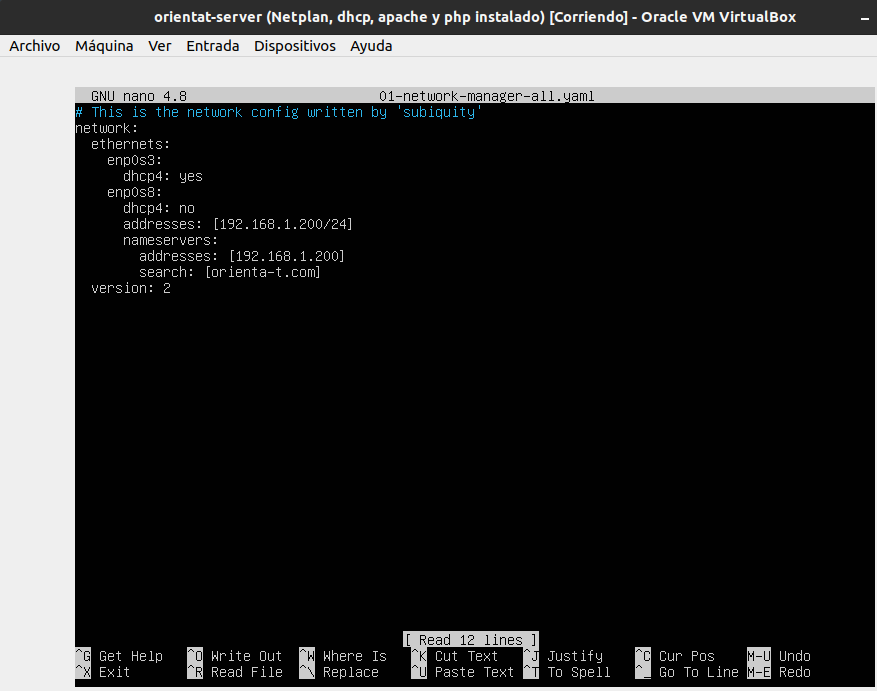 orientat-server (Netplan, dhcp, apache y php instalado) [Corriendo] - Oracle VM VirtualBox
Archivo Máquina Ver Entrada Dispositivos Ayuda
GNU nano 4.8 01-network-manager-all.yaml
# This is the network config written by 'subiquity'
network:
  ethernets:
    enp0s3:
      dhcp4: yes
    enp0s8:
      dhcp4: no
      addresses: [192.168.1.200/24]
      nameservers:
        addresses: [192.168.1.200]
        search: [orienta-t.com]
  version: 2
[ Read 12 lines ]
^G Get Help ^O Write Out ^W Where Is ^K Cut Text ^J Justify ^C Cur Pos M-U Undo
^X Exit ^R Read File ^\ Replace ^U Paste Text ^T To Spell ^_ Go To Line M-E Redo